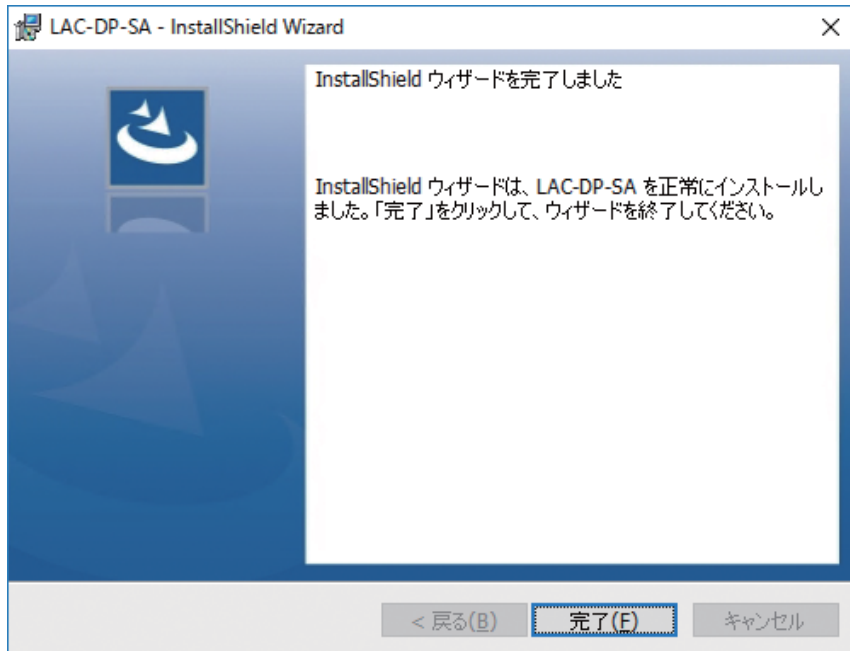 LAC-DP-SA - InstallShield Wizard
InstallShield ウィザードを完了しました
InstallShield ウィザードは、LAC-DP-SA を正常にインストールし
ました。「完了」をクリックして、ウィザードを終了してください。
< 戻る(B)
完了(F)
キャンセル